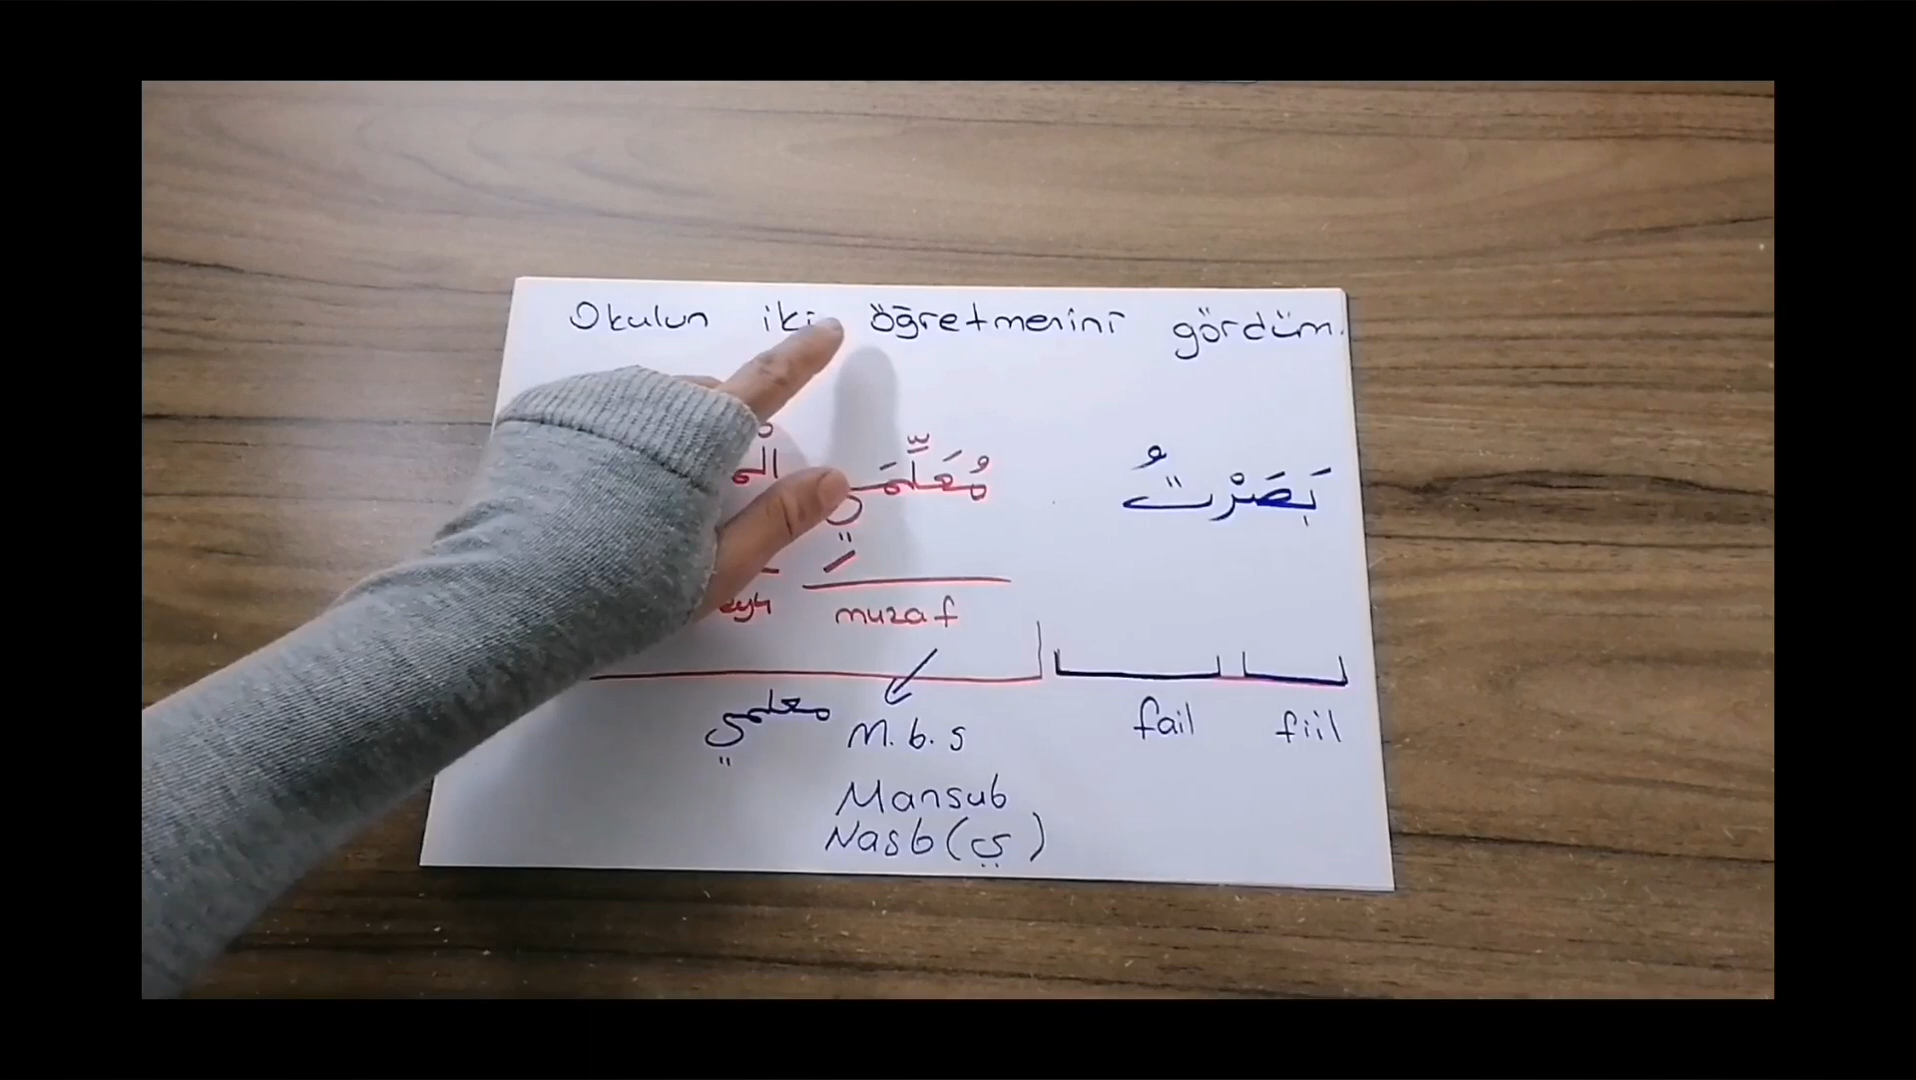 Okulun iki öğretmenini gördüm.
بَصَرْتُ مُعَلِّمَيِ
muzaf
معلمي M.b.s fail fiil
Mansub
Nasb (ي)